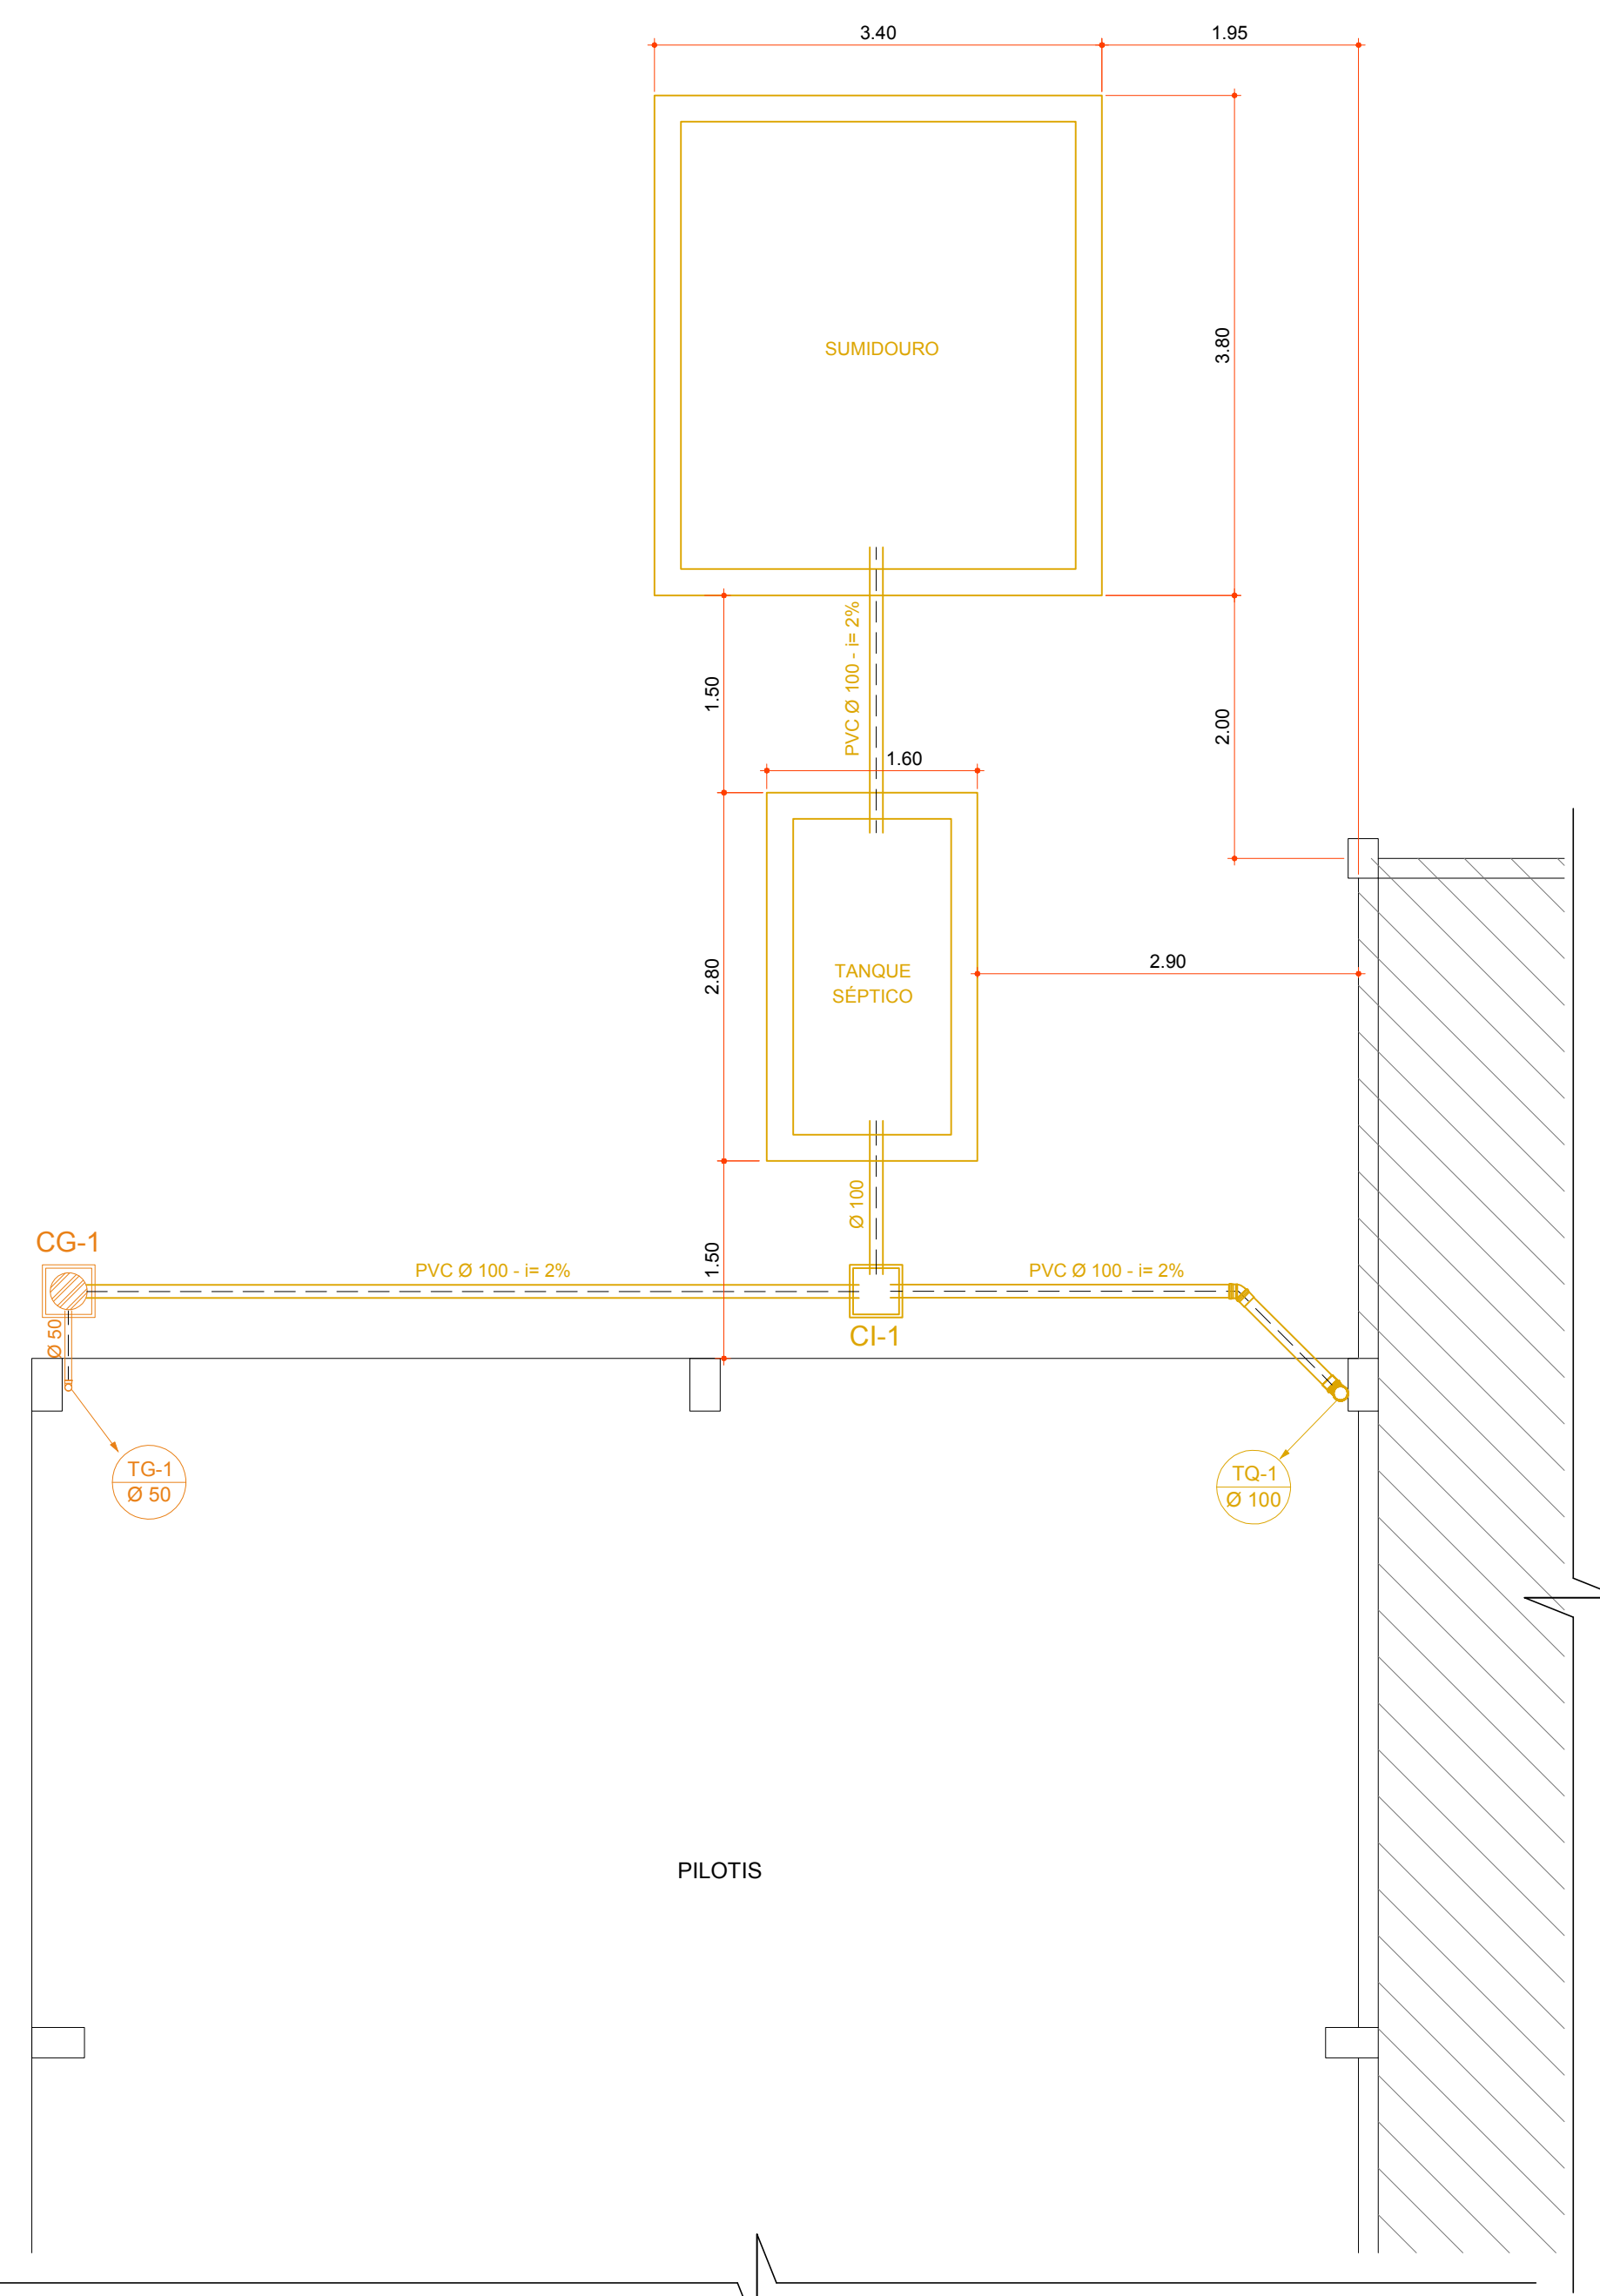 3.40
1.95
SUMIDOURO
3.80
PVC Ø 100 - i= 2%
1.50
2.00
1.60
TANQUE
SÉPTICO
2.80
2.90
Ø 100
1.50
CG-1
PVC Ø 100 - i= 2%
PVC Ø 100 - i= 2%
CI-1
Ø 50
TG-1
Ø 50
TQ-1
Ø 100
PILOTIS